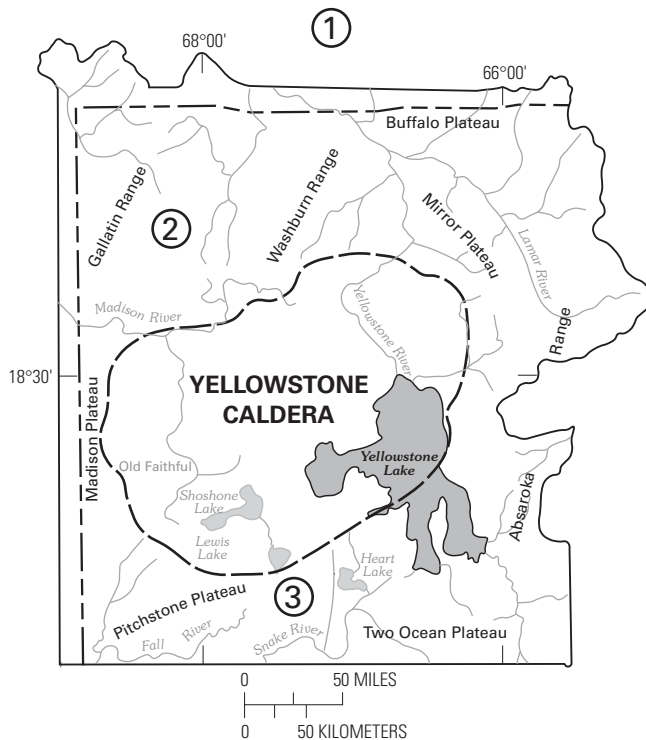 1
68°00'
66°00'
Buffalo Plateau
Gallatin Range
2
Washburn Range
Mirror Plateau
Lamar River
Madison River
Yellowstone River
Range
18°30'
YELLOWSTONE
CALDERA
Madison Plateau
Old Faithful
Yellowstone
Lake
Shoshone
Lake
Lewis
Lake
Absaroka
Heart
Lake
3
Pitchstone Plateau
Fall River
Snake River
Two Ocean Plateau
0 50 MILES
0 50 KILOMETERS